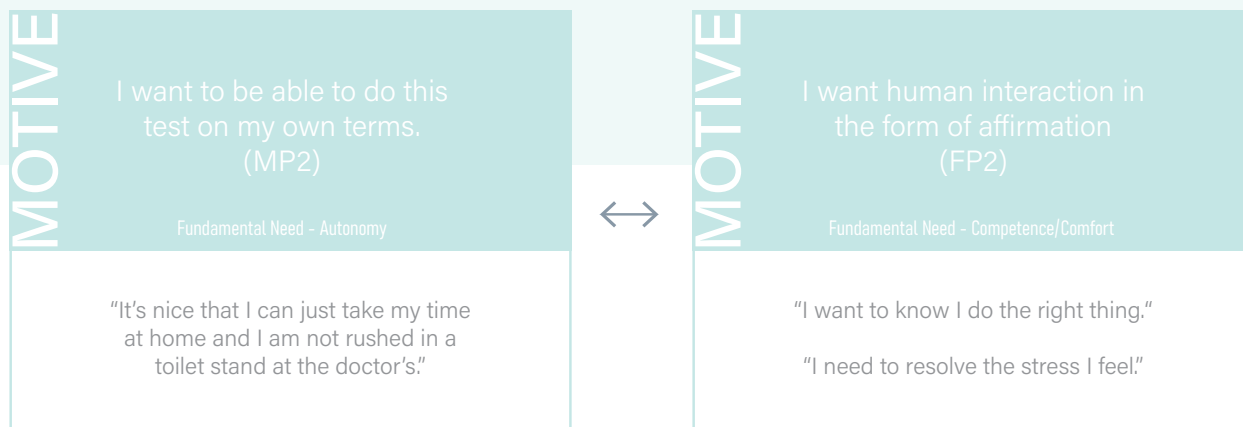 MOTIVE
I want to be able to do this
test on my own terms.
(MP2)
Fundamental Need - Autonomy
“It’s nice that I can just take my time
at home and I am not rushed in a
toilet stand at the doctor’s.”
MOTIVE
I want human interaction in
the form of affirmation
(FP2)
Fundamental Need - Competence/Comfort
“I want to know I do the right thing.“
“I need to resolve the stress I feel.”